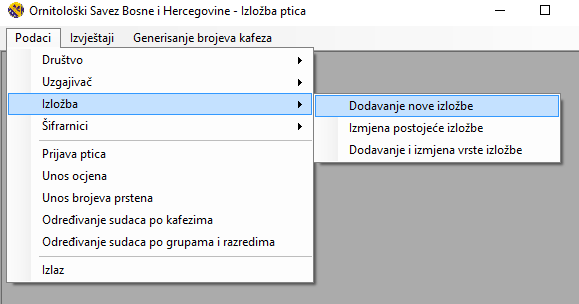 Ornitološki Savez Bosne i Hercegovine - Izložba ptica
Podaci Izvještaji Generisanje brojeva kafeza
Društvo
Uzgajivač
Izložba
Šifrarnici
Prijava ptica
Unos ocjena
Unos brojeva prstena
Određivanje sudaca po kafezima
Određivanje sudaca po grupama i razredima
Izlaz
Dodavanje nove izložbe
Izmjena postojeće izložbe
Dodavanje i izmjena vrste izložbe